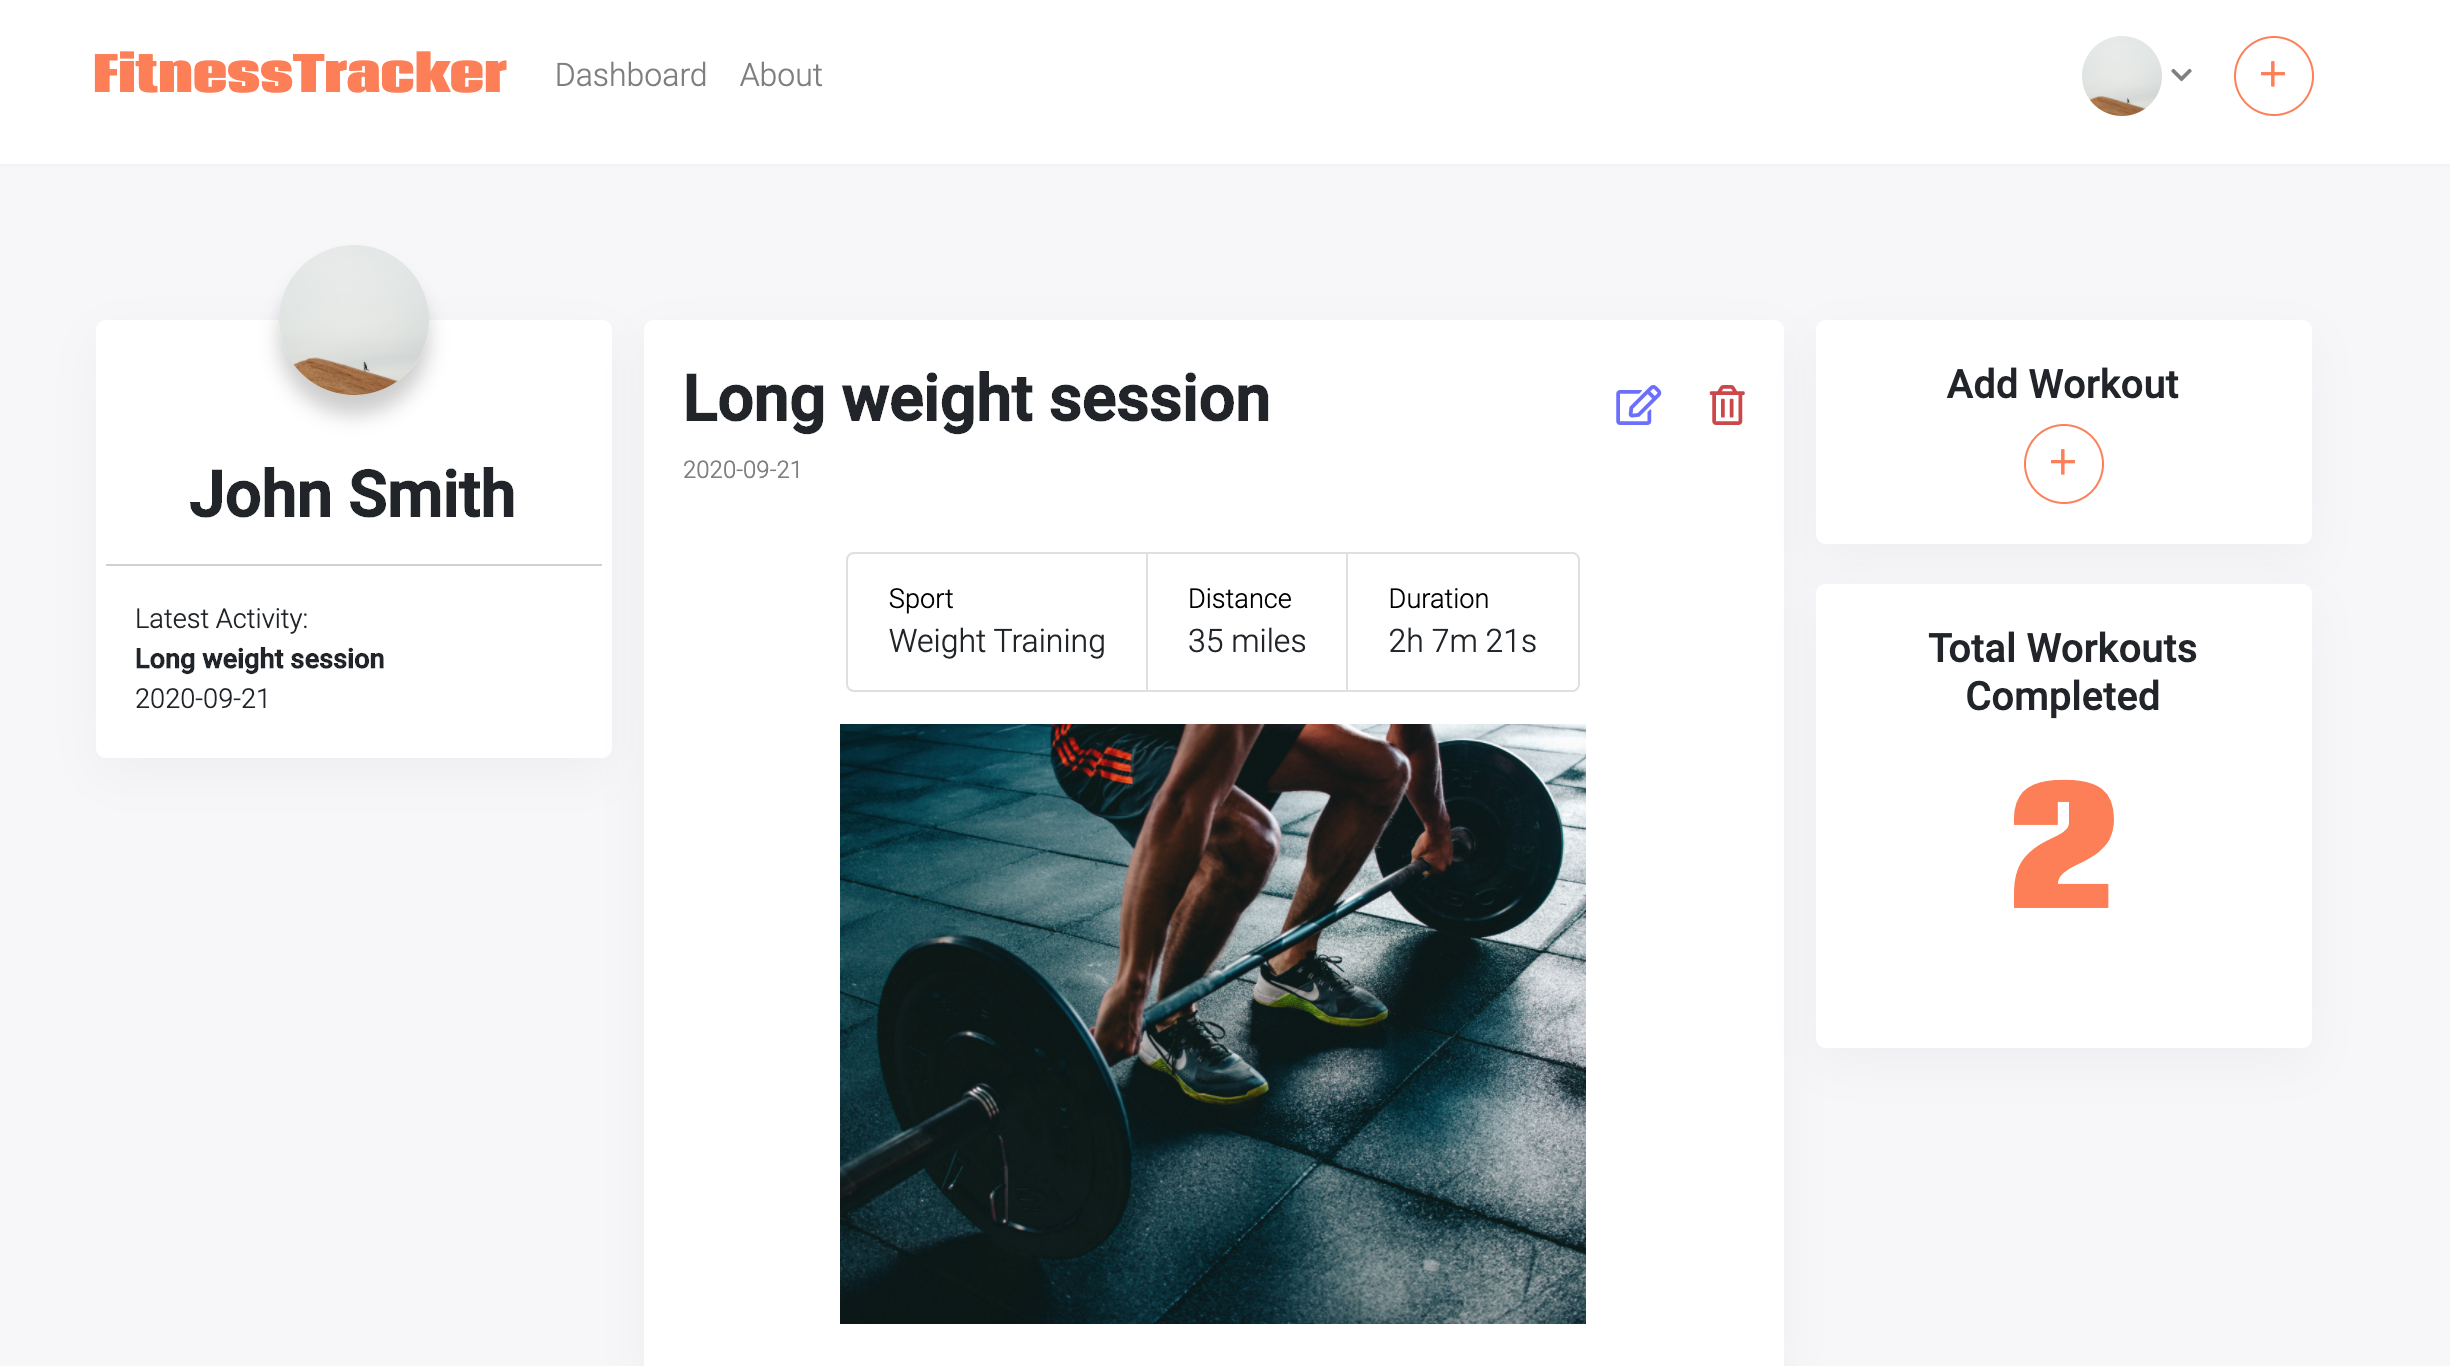 FitnessTracker
Dashboard
About
John Smith
Latest Activity:
Long weight session
2020-09-21
Long weight session
2020-09-21
Sport
Weight Training
Distance
35 miles
Duration
2h 7m 21s
Add Workout
Total Workouts
Completed
2